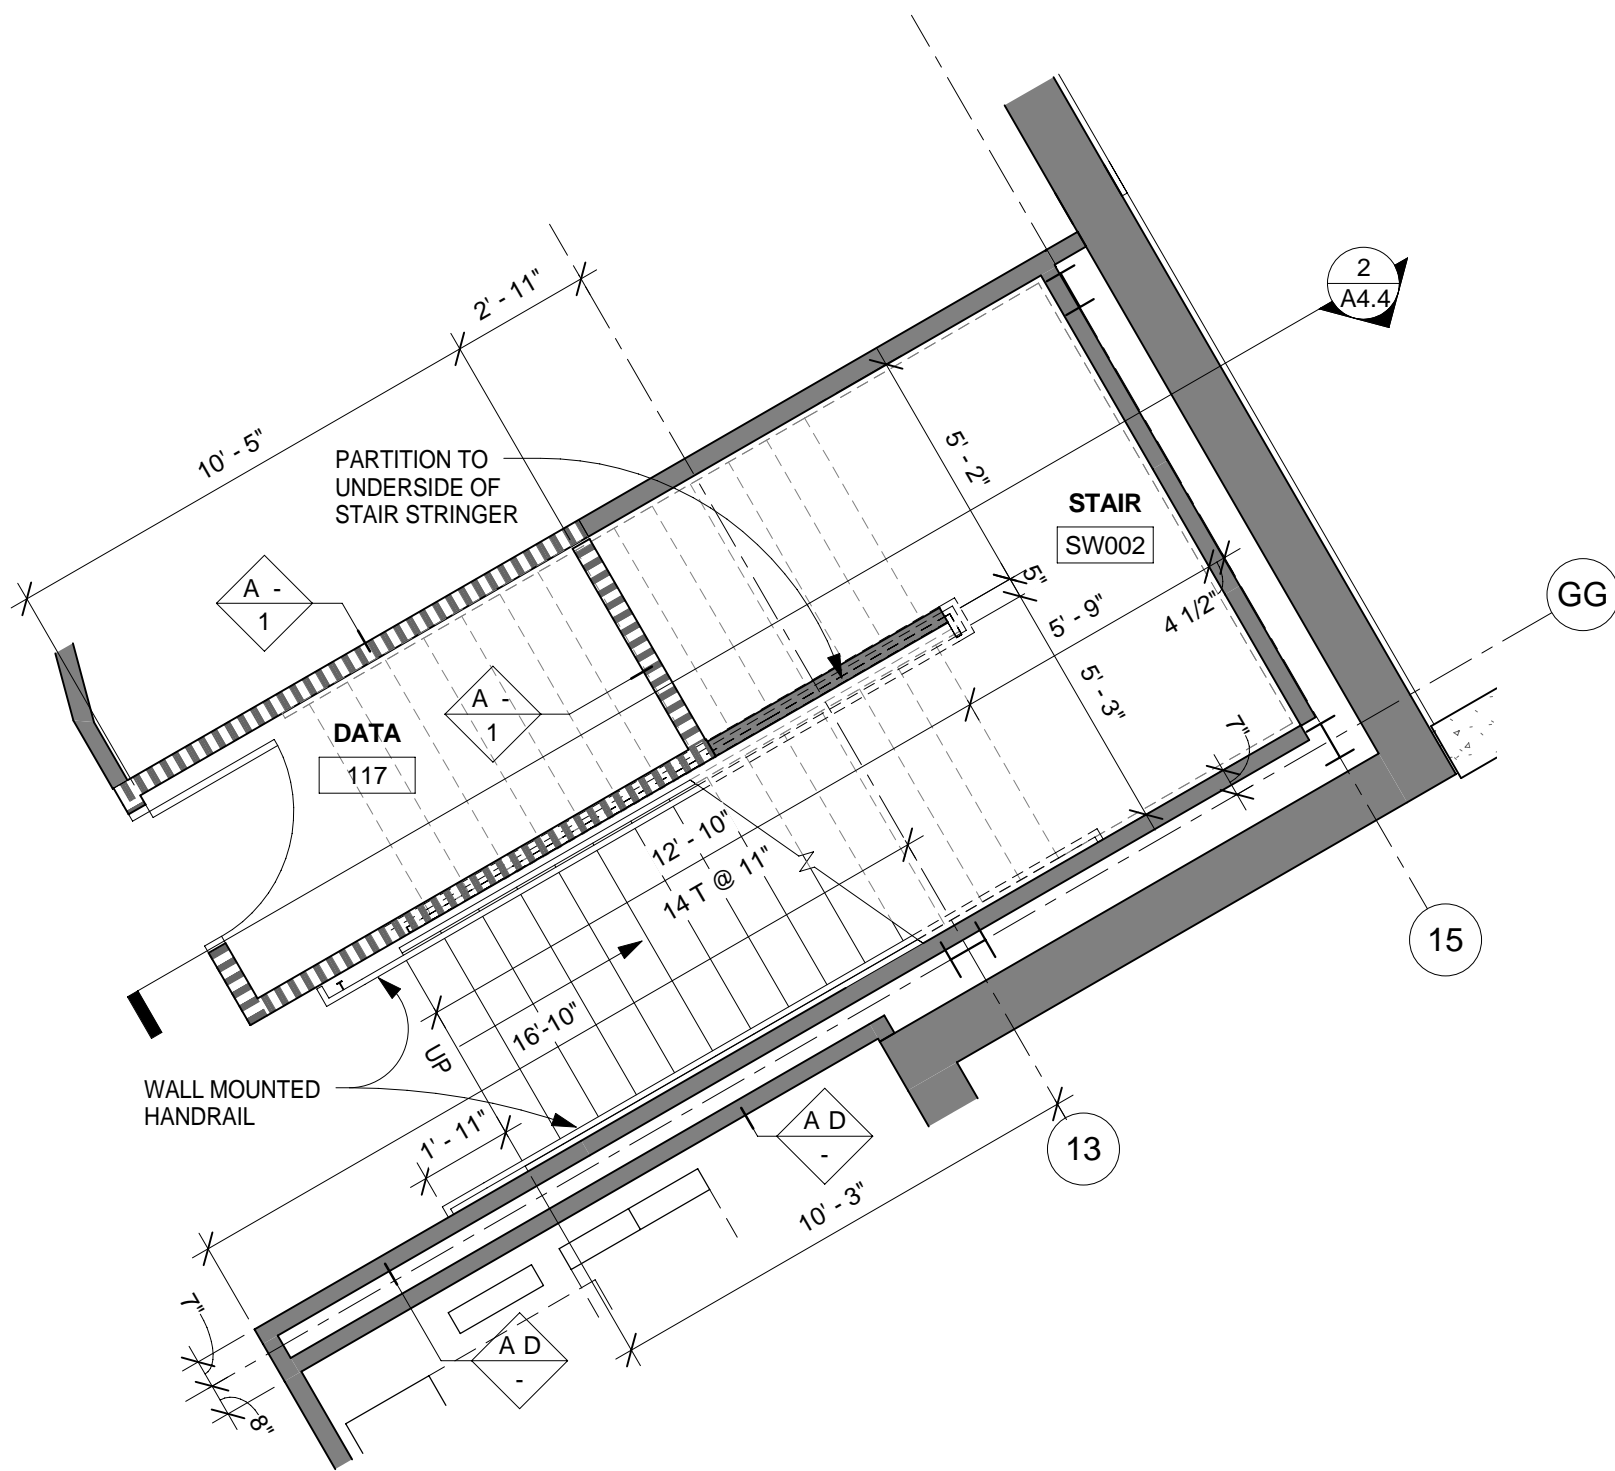 2
A4.4
2' - 11"
10' - 5"
PARTITION TO
UNDERSIDE OF
STAIR STRINGER
5' - 2"
STAIR
SW002
A -
1
5"
5' - 9"
4 1/2"
GG
A -
1
5' - 3"
DATA
117
7"
12' - 10"
14 T @ 11"
15
16'-10"
UP
WALL MOUNTED
HANDRAIL
1' - 11"
A D
-
13
10' - 3"
7"
A D
-
8"